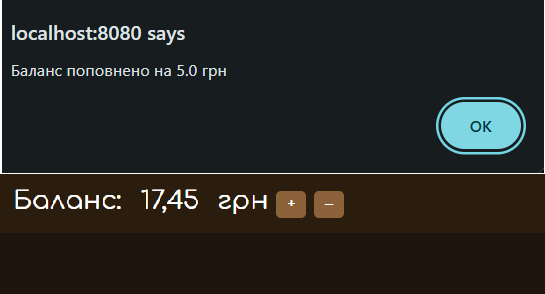 localhost:8080 says
Баланс поповнено на 5.0 грн
OK
Баланс: 17,45 грн + –